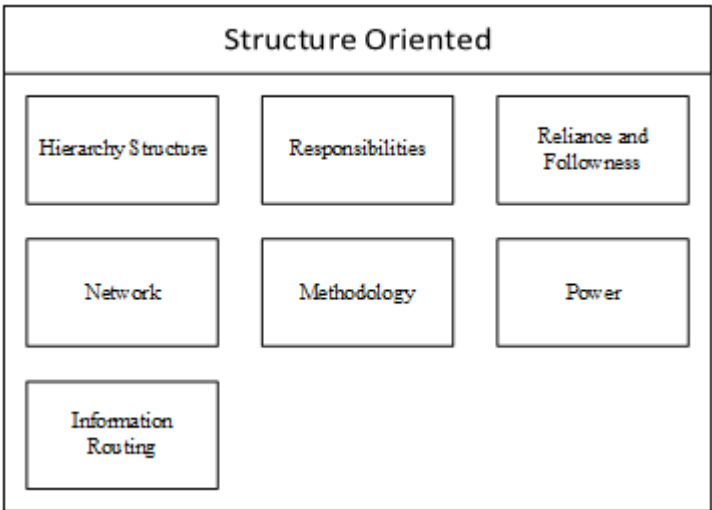 Structure Oriented
Hierarchy Structure
Responsibilities
Reliance and
Followness
Network
Methodology
Power
Information
Routing